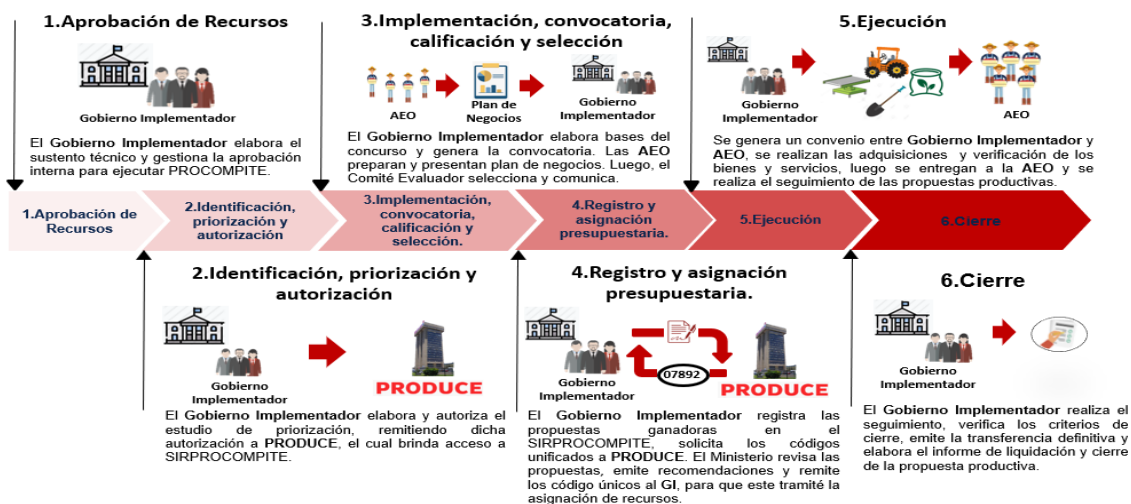 1.Aprobación de Recursos
Gobierno Implementador
El Gobierno Implementador elabora el
sustento técnico y gestiona la aprobación
interna para ejecutar PROCOMPITE.
3.Implementación, convocatoria,
calificación y selección
AEO
Plan de
Negocios
Gobierno
Implementador
El Gobierno Implementador elabora bases del
concurso y genera la convocatoria. Las AEO
preparan y presentan plan de negocios. Luego, el
Comité Evaluador selecciona y comunica.
5.Ejecución
Gobierno
Implementador
AEO
Se genera un convenio entre Gobierno Implementador y
AEO, se realizan las adquisiciones y verificación de los
bienes y servicios, luego se entregan a la AEO y se
realiza el seguimiento de las propuestas productivas.
1.Aprobación de
Recursos
2.Identificación,
priorización y
autorización
3.Implementación,
convocatoria,
calificación y
selección.
4.Registro y
asignación
presupuestaria.
5.Ejecución
6.Cierre
2.Identificación, priorización y
autorización
Gobierno
Implementador
PRODUCE
El Gobierno Implementador elabora y autoriza el
estudio de priorización, remitiendo dicha
autorización a PRODUCE, el cual brinda acceso a
SIRPROCOMPITE.
4.Registro y asignación
presupuestaria.
Gobierno
Implementador
07892
PRODUCE
El Gobierno Implementador registra las
propuestas ganadoras en el
SIRPROCOMPITE, solicita los códigos
unificados a PRODUCE. El Ministerio revisa las
propuestas, emite recomendaciones y remite
los código únicos al GI, para que este tramité la
asignación de recursos.
6.Cierre
Gobierno
Implementador
El Gobierno Implementador realiza el
seguimiento, verifica los criterios de
cierre, emite la transferencia definitiva y
elabora el informe de liquidación y cierre
de la propuesta productiva.